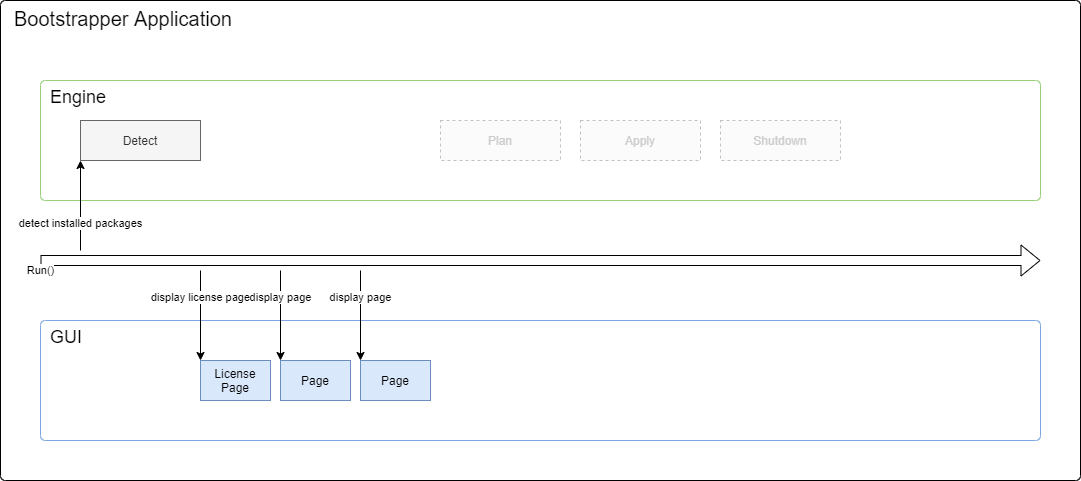 Bootstrapper Application
Engine
Detect
Plan
Apply
Shutdown
detect installed packages
Run()
display license page
display page
display page
GUI
License
Page
Page
Page